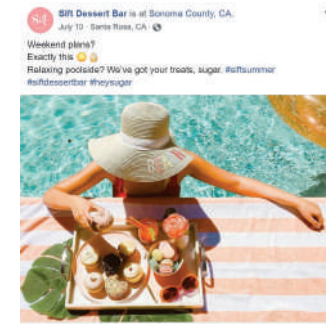 Sift
Sift Dessert Bar is at Sonoma County, CA.
July 10 · Santa Rosa, CA ·
Weekend plans?
Exactly this
Relaxing poolside? We've got your treats, sugar. #siftsummer
#siftdessertbar #heysugar